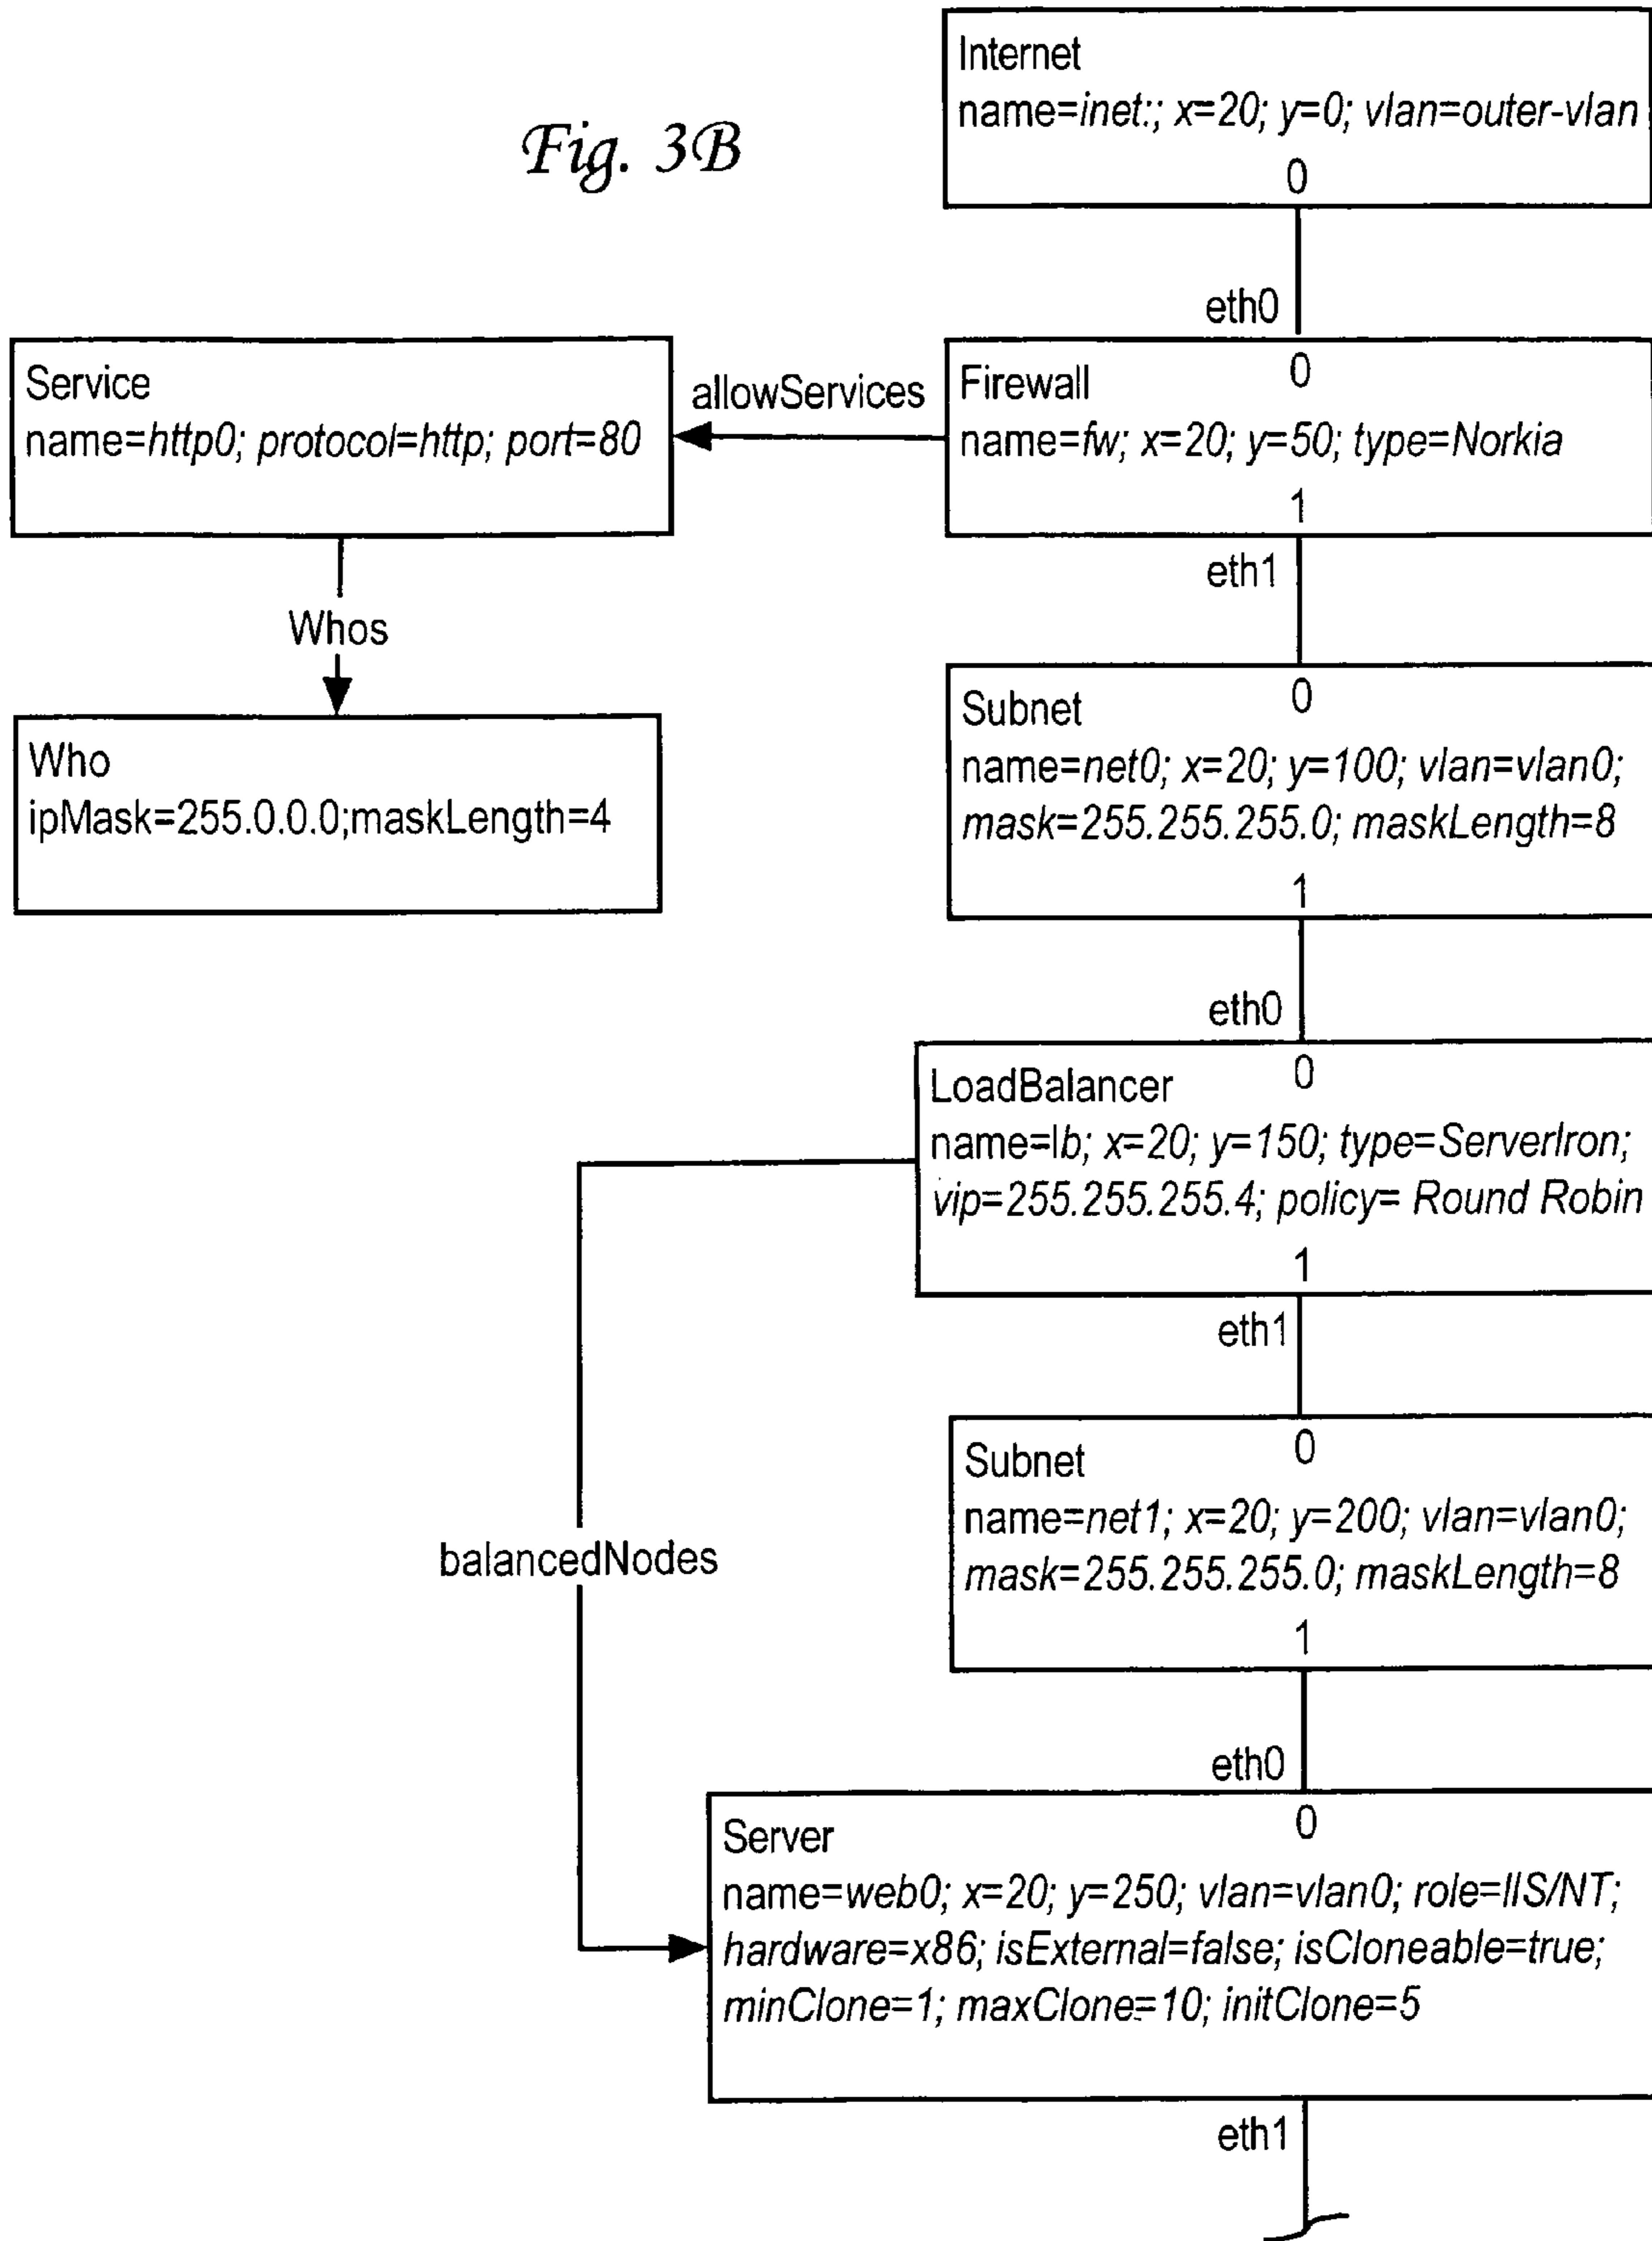 Fig. 3B
Internet
name=inet:; x=20; y=0; vlan=outer-vlan
0
eth0
0
Firewall
name=fw; x=20; y=50; type=Norkia
1
allowServices
Service
name=http0; protocol=http; port=80
Whos
Who
ipMask=255.0.0.0;maskLength=4
eth1
0
Subnet
name=net0; x=20; y=100; vlan=vlan0;
mask=255.255.255.0; maskLength=8
1
eth0
0
LoadBalancer
name=lb; x=20; y=150; type=ServerIron;
vip=255.255.255.4; policy= Round Robin
1
eth1
0
Subnet
name=net1; x=20; y=200; vlan=vlan0;
mask=255.255.255.0; maskLength=8
1
balancedNodes
eth0
0
Server
name=web0; x=20; y=250; vlan=vlan0; role=IIS/NT;
hardware=x86; isExternal=false; isCloneable=true;
minClone=1; maxClone=10; initClone=5
eth1